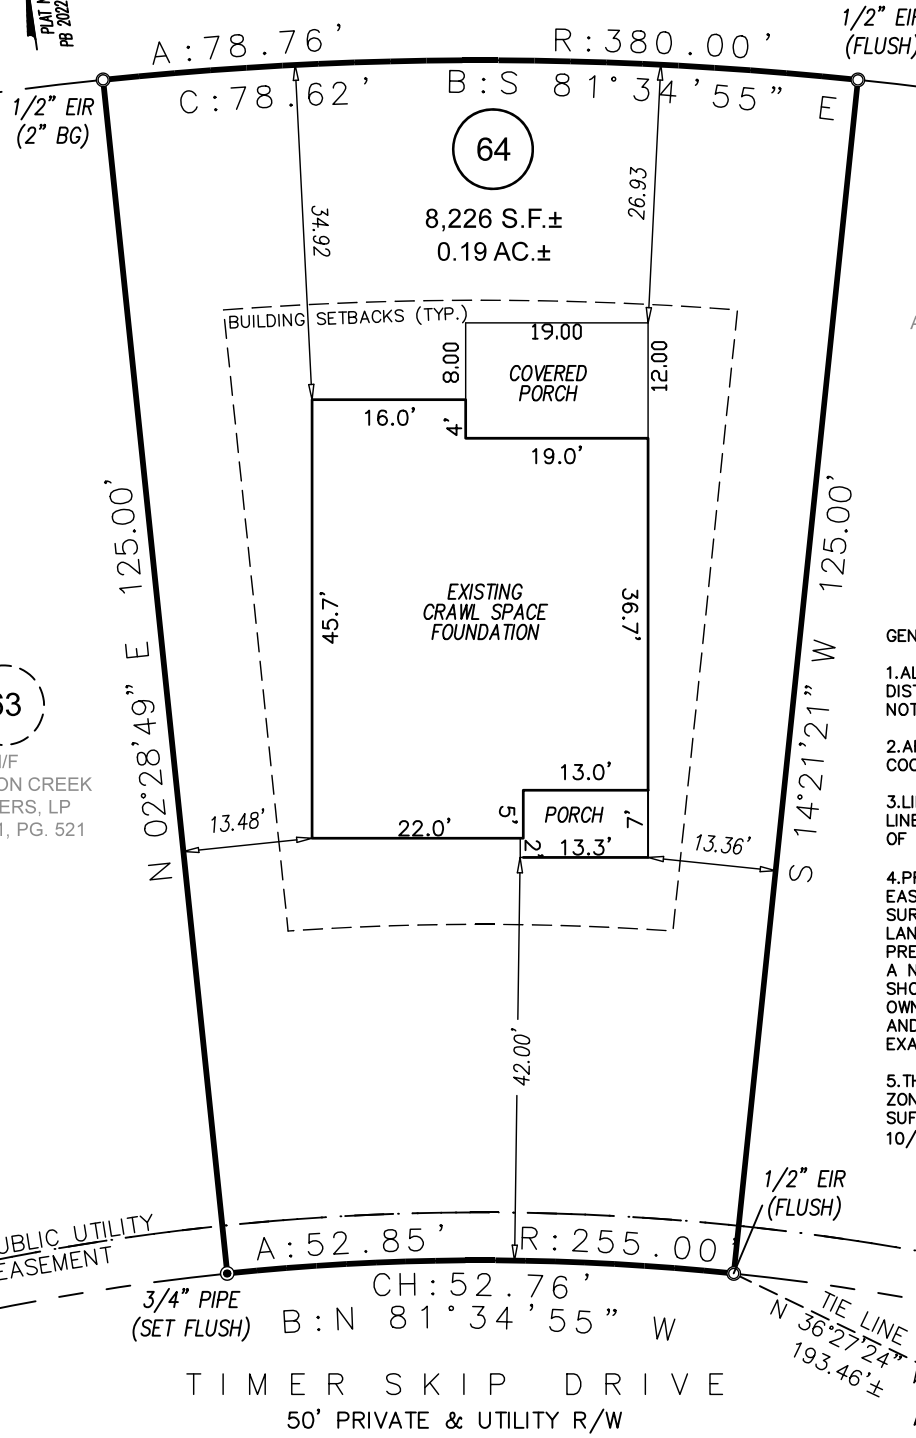 PLAT
PB 2022
1/2" EIR
(FLUSH)
A:78.76'
R:380.00'
1/2" EIR
(2" BG)
C:78.62'
B:S 81°34'55" E
64
8,226 S.F.±
0.19 AC.±
34.92
26.93
BUILDING SETBACKS (TYP.)
19.00
8.00
12.00
COVERED
PORCH
16.0'
4'
19.0'
N 02°28'49" E 125.00'
S 14°21'21" W 125.00'
EXISTING
CRAWL SPACE
FOUNDATION
45.7'
36.7'
63
N/F
ON CREEK
ERS, LP
1, PG. 521
GEN
1.AL
DIST
NOT
2.AR
COO
3.LI
LINE
OF
4.PR
EAS
SUR
LAN
PRE
A N
SHO
OWN
AND
EXA
5.TH
ZON
SUF
10/
13.0'
5'
PORCH
7'
13.48'
22.0'
2'
13.3'
13.36'
42.00'
1/2" EIR
(FLUSH)
UBLIC UTILITY
EASEMENT
A:52.85'
R:255.00'
CH:52.76'
B:N 81°34'55" W
3/4" PIPE
(SET FLUSH)
TIE LINE
N 36°27'24" W
193.46'±
TIMER SKIP DRIVE
50' PRIVATE & UTILITY R/W